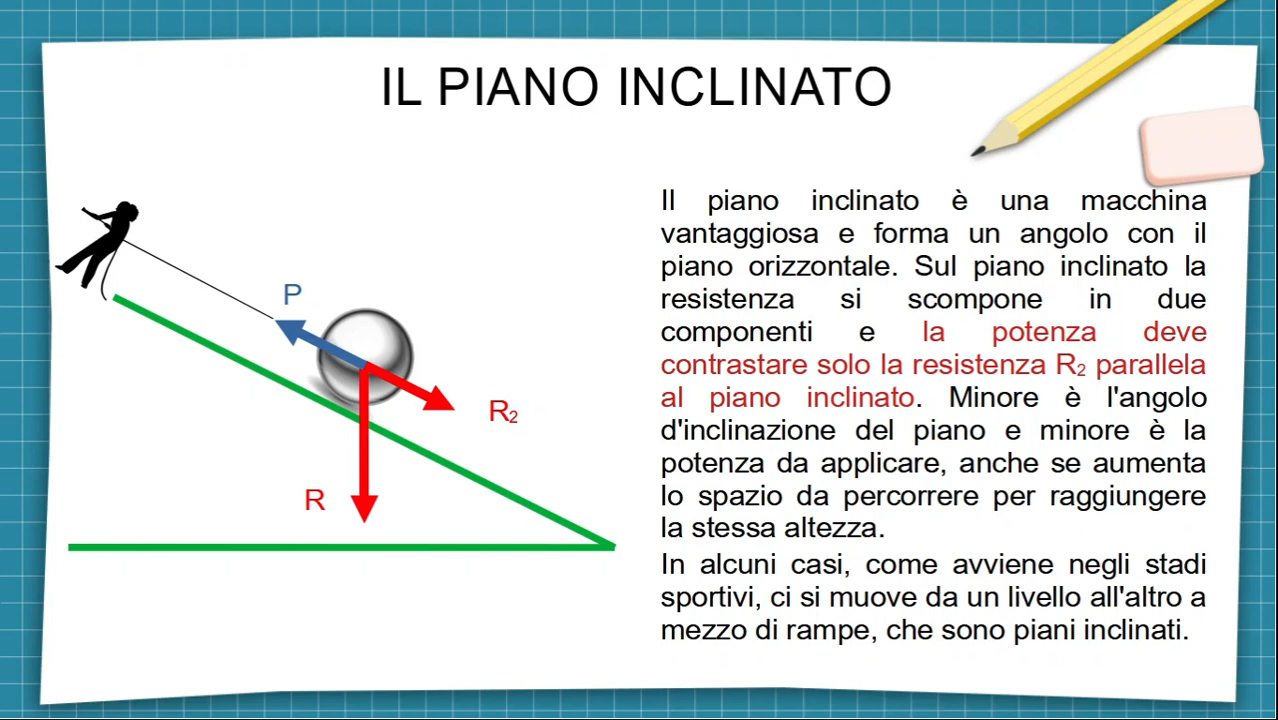 IL PIANO INCLINATO
Il piano inclinato è una macchina
vantaggiosa e forma un angolo con il
piano orizzontale. Sul piano inclinato la
resistenza si scompone in due
componenti e la potenza deve
contrastare solo la resistenza R₂ parallela
al piano inclinato. Minore è l'angolo
d'inclinazione del piano e minore è la
potenza da applicare, anche se aumenta
lo spazio da percorrere per raggiungere
la stessa altezza.
In alcuni casi, come avviene negli stadi
sportivi, ci si muove da un livello all'altro a
mezzo di rampe, che sono piani inclinati.
P
R₂
R